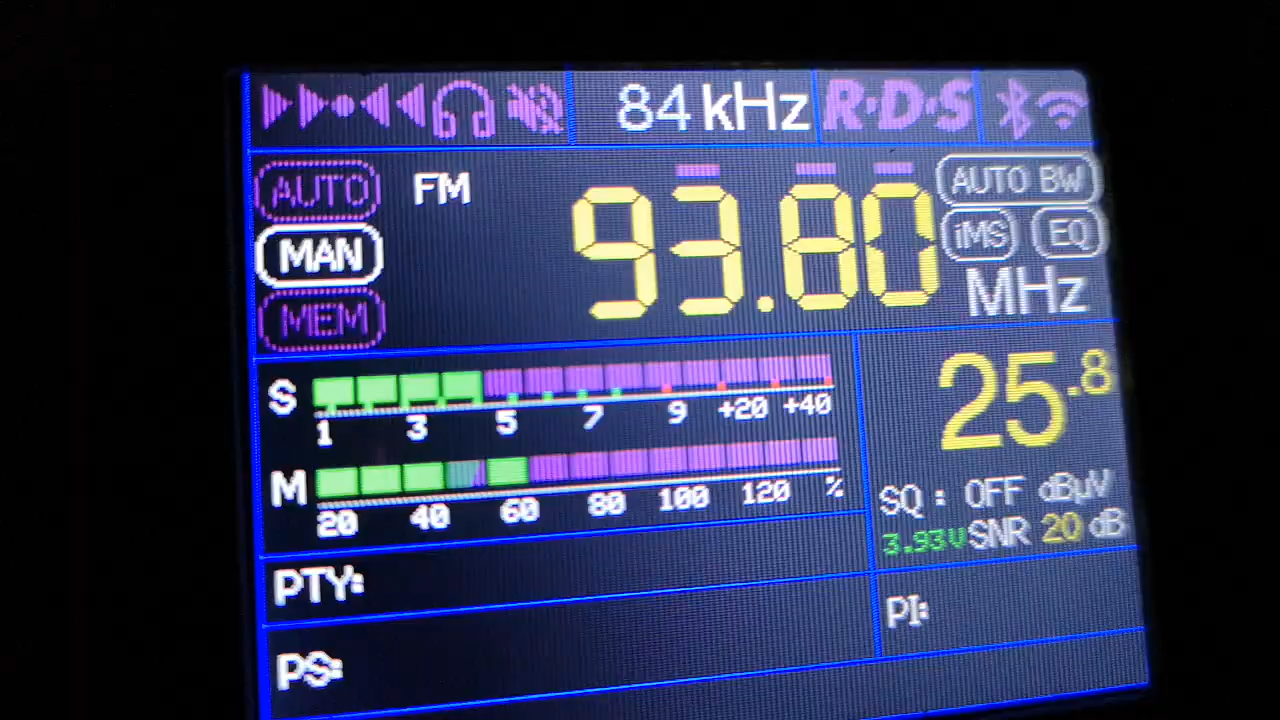 84 kHz R·D·S
AUTO FM 93.80 AUTO BW
MAN iMS EQ
MEM MHz
S
1 3 5 7 9 +20 +40
25.8
M
20 40 60 80 100 120 %
SQ : OFF dBµV
3.93V SNR 20 dB
PTY:
PI:
PS: